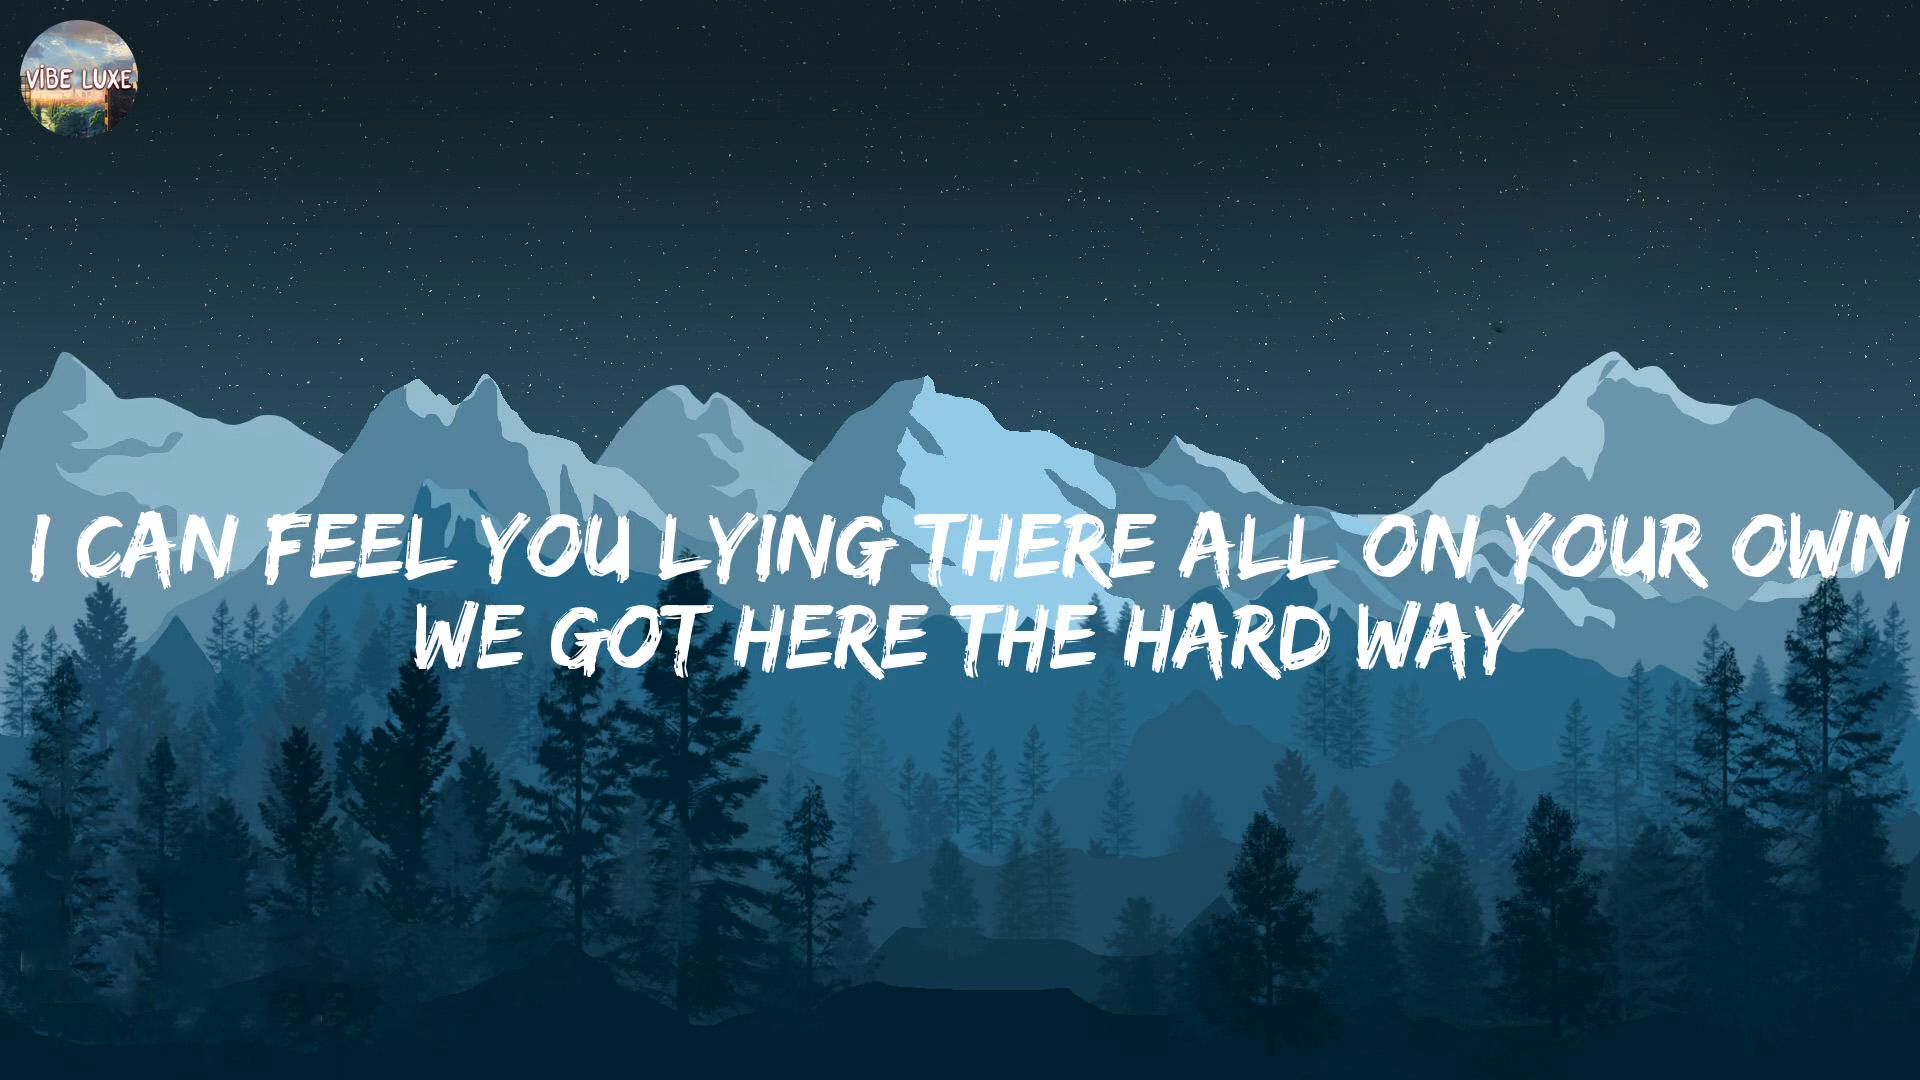 ViBE LUXE
I CAN FEEL YOU LYING THERE ALL ON YOUR OWN
WE GOT HERE THE HARD WAY